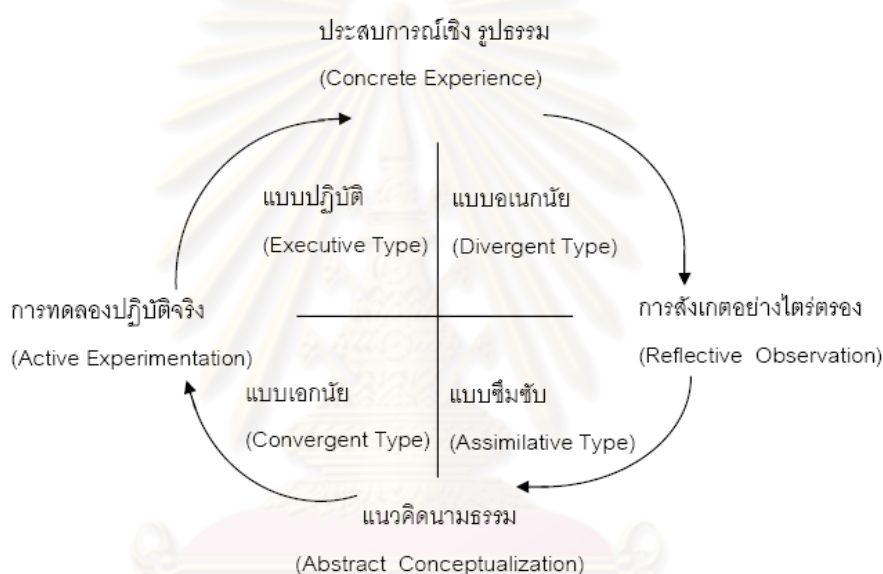 ประสบการณ์เชิง รูปธรรม
(Concrete Experience)
แบบปฏิบัติ
(Executive Type)
แบบอเนกนัย
(Divergent Type)
การทดลองปฏิบัติจริง
(Active Experimentation)
การสังเกตอย่างไตร่ตรอง
(Reflective Observation)
แบบเอกนัย
(Convergent Type)
แบบซึมซับ
(Assimilative Type)
แนวคิดนามธรรม
(Abstract Conceptualization)